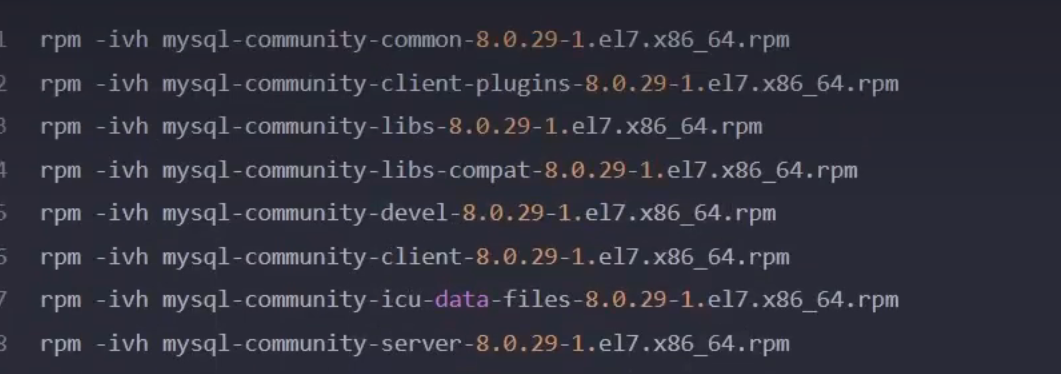 1 rpm -ivh mysql-community-common-8.0.29-1.el7.x86_64.rpm
2 rpm -ivh mysql-community-client-plugins-8.0.29-1.el7.x86_64.rpm
3 rpm -ivh mysql-community-libs-8.0.29-1.el7.x86_64.rpm
4 rpm -ivh mysql-community-libs-compat-8.0.29-1.el7.x86_64.rpm
5 rpm -ivh mysql-community-devel-8.0.29-1.el7.x86_64.rpm
6 rpm -ivh mysql-community-client-8.0.29-1.el7.x86_64.rpm
7 rpm -ivh mysql-community-icu-data-files-8.0.29-1.el7.x86_64.rpm
8 rpm -ivh mysql-community-server-8.0.29-1.el7.x86_64.rpm